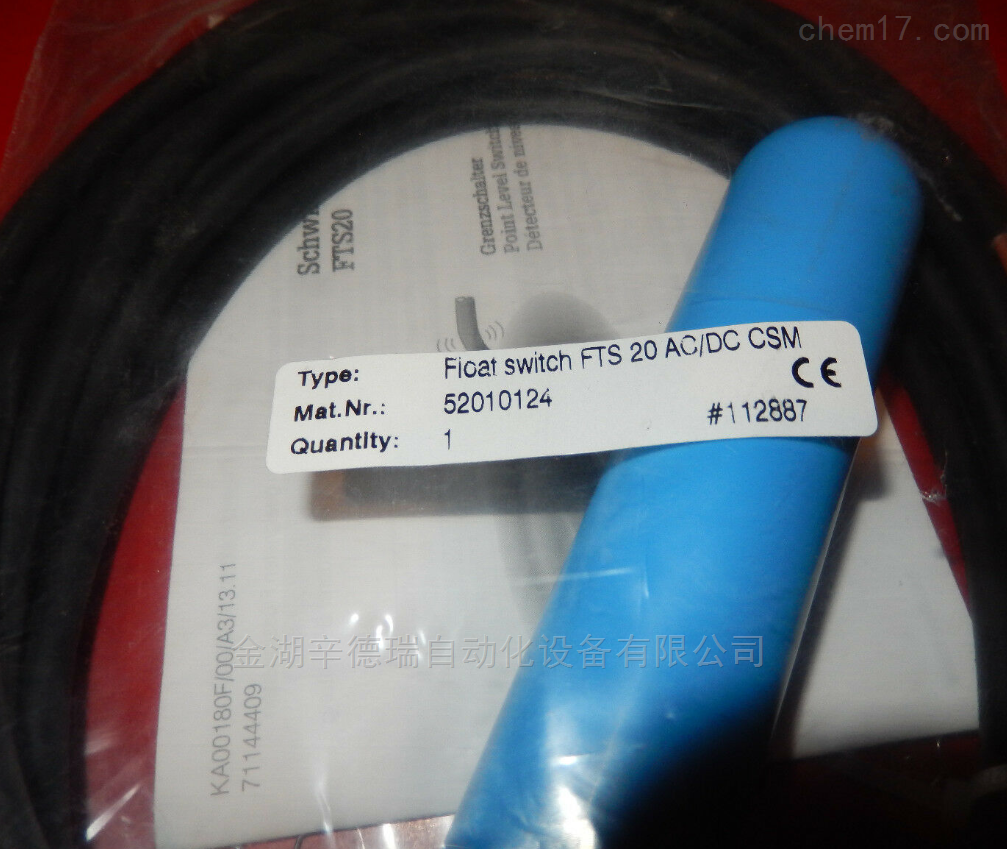 chem17.com
Schw
FTS20
Grenzschalter
Point Level Switch
Détecteur de nivea
Type: Float switch FTS 20 AC/DC CSM
CE
Mat.Nr.: 52010124
#112887
Quantity: 1
金湖辛德瑞自动化设备有限公司
KA00180F/00/A3/13.11
71144409